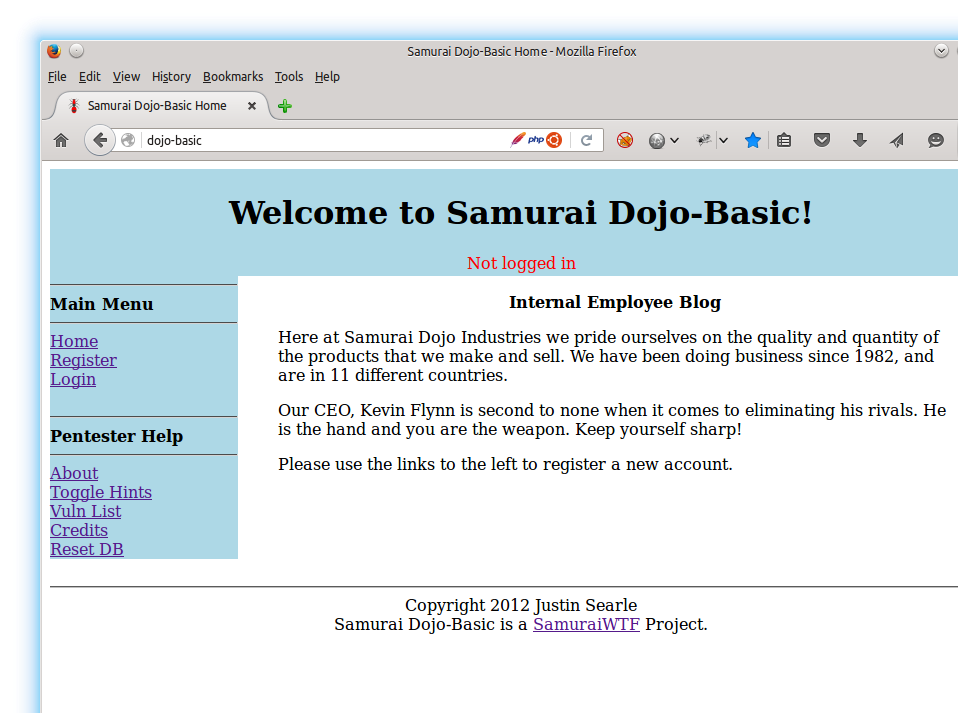 Samurai Dojo-Basic Home - Mozilla Firefox
File Edit View History Bookmarks Tools Help
Samurai Dojo-Basic Home
dojo-basic
php
Welcome to Samurai Dojo-Basic!
Not logged in
Main Menu
Home
Register
Login
Pentester Help
About
Toggle Hints
Vuln List
Credits
Reset DB
Internal Employee Blog
Here at Samurai Dojo Industries we pride ourselves on the quality and quantity of
the products that we make and sell. We have been doing business since 1982, and
are in 11 different countries.
Our CEO, Kevin Flynn is second to none when it comes to eliminating his rivals. He
is the hand and you are the weapon. Keep yourself sharp!
Please use the links to the left to register a new account.
Copyright 2012 Justin Searle
Samurai Dojo-Basic is a SamuraiWTF Project.